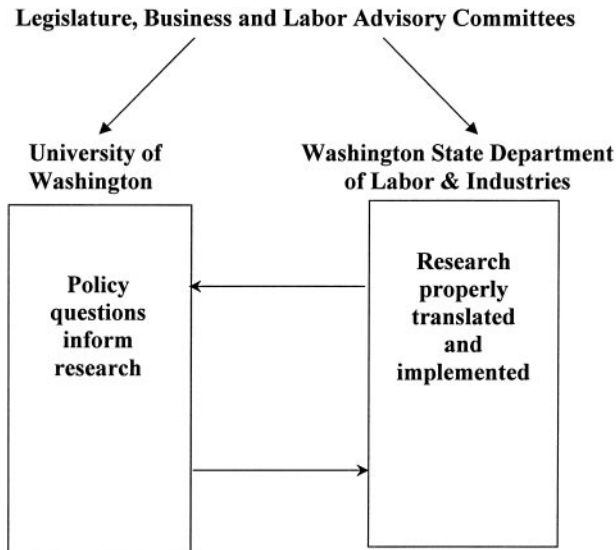 Legislature, Business and Labor Advisory Committees
University of
Washington
Washington State Department
of Labor & Industries
Policy
questions
inform
research
Research
properly
translated
and
implemented